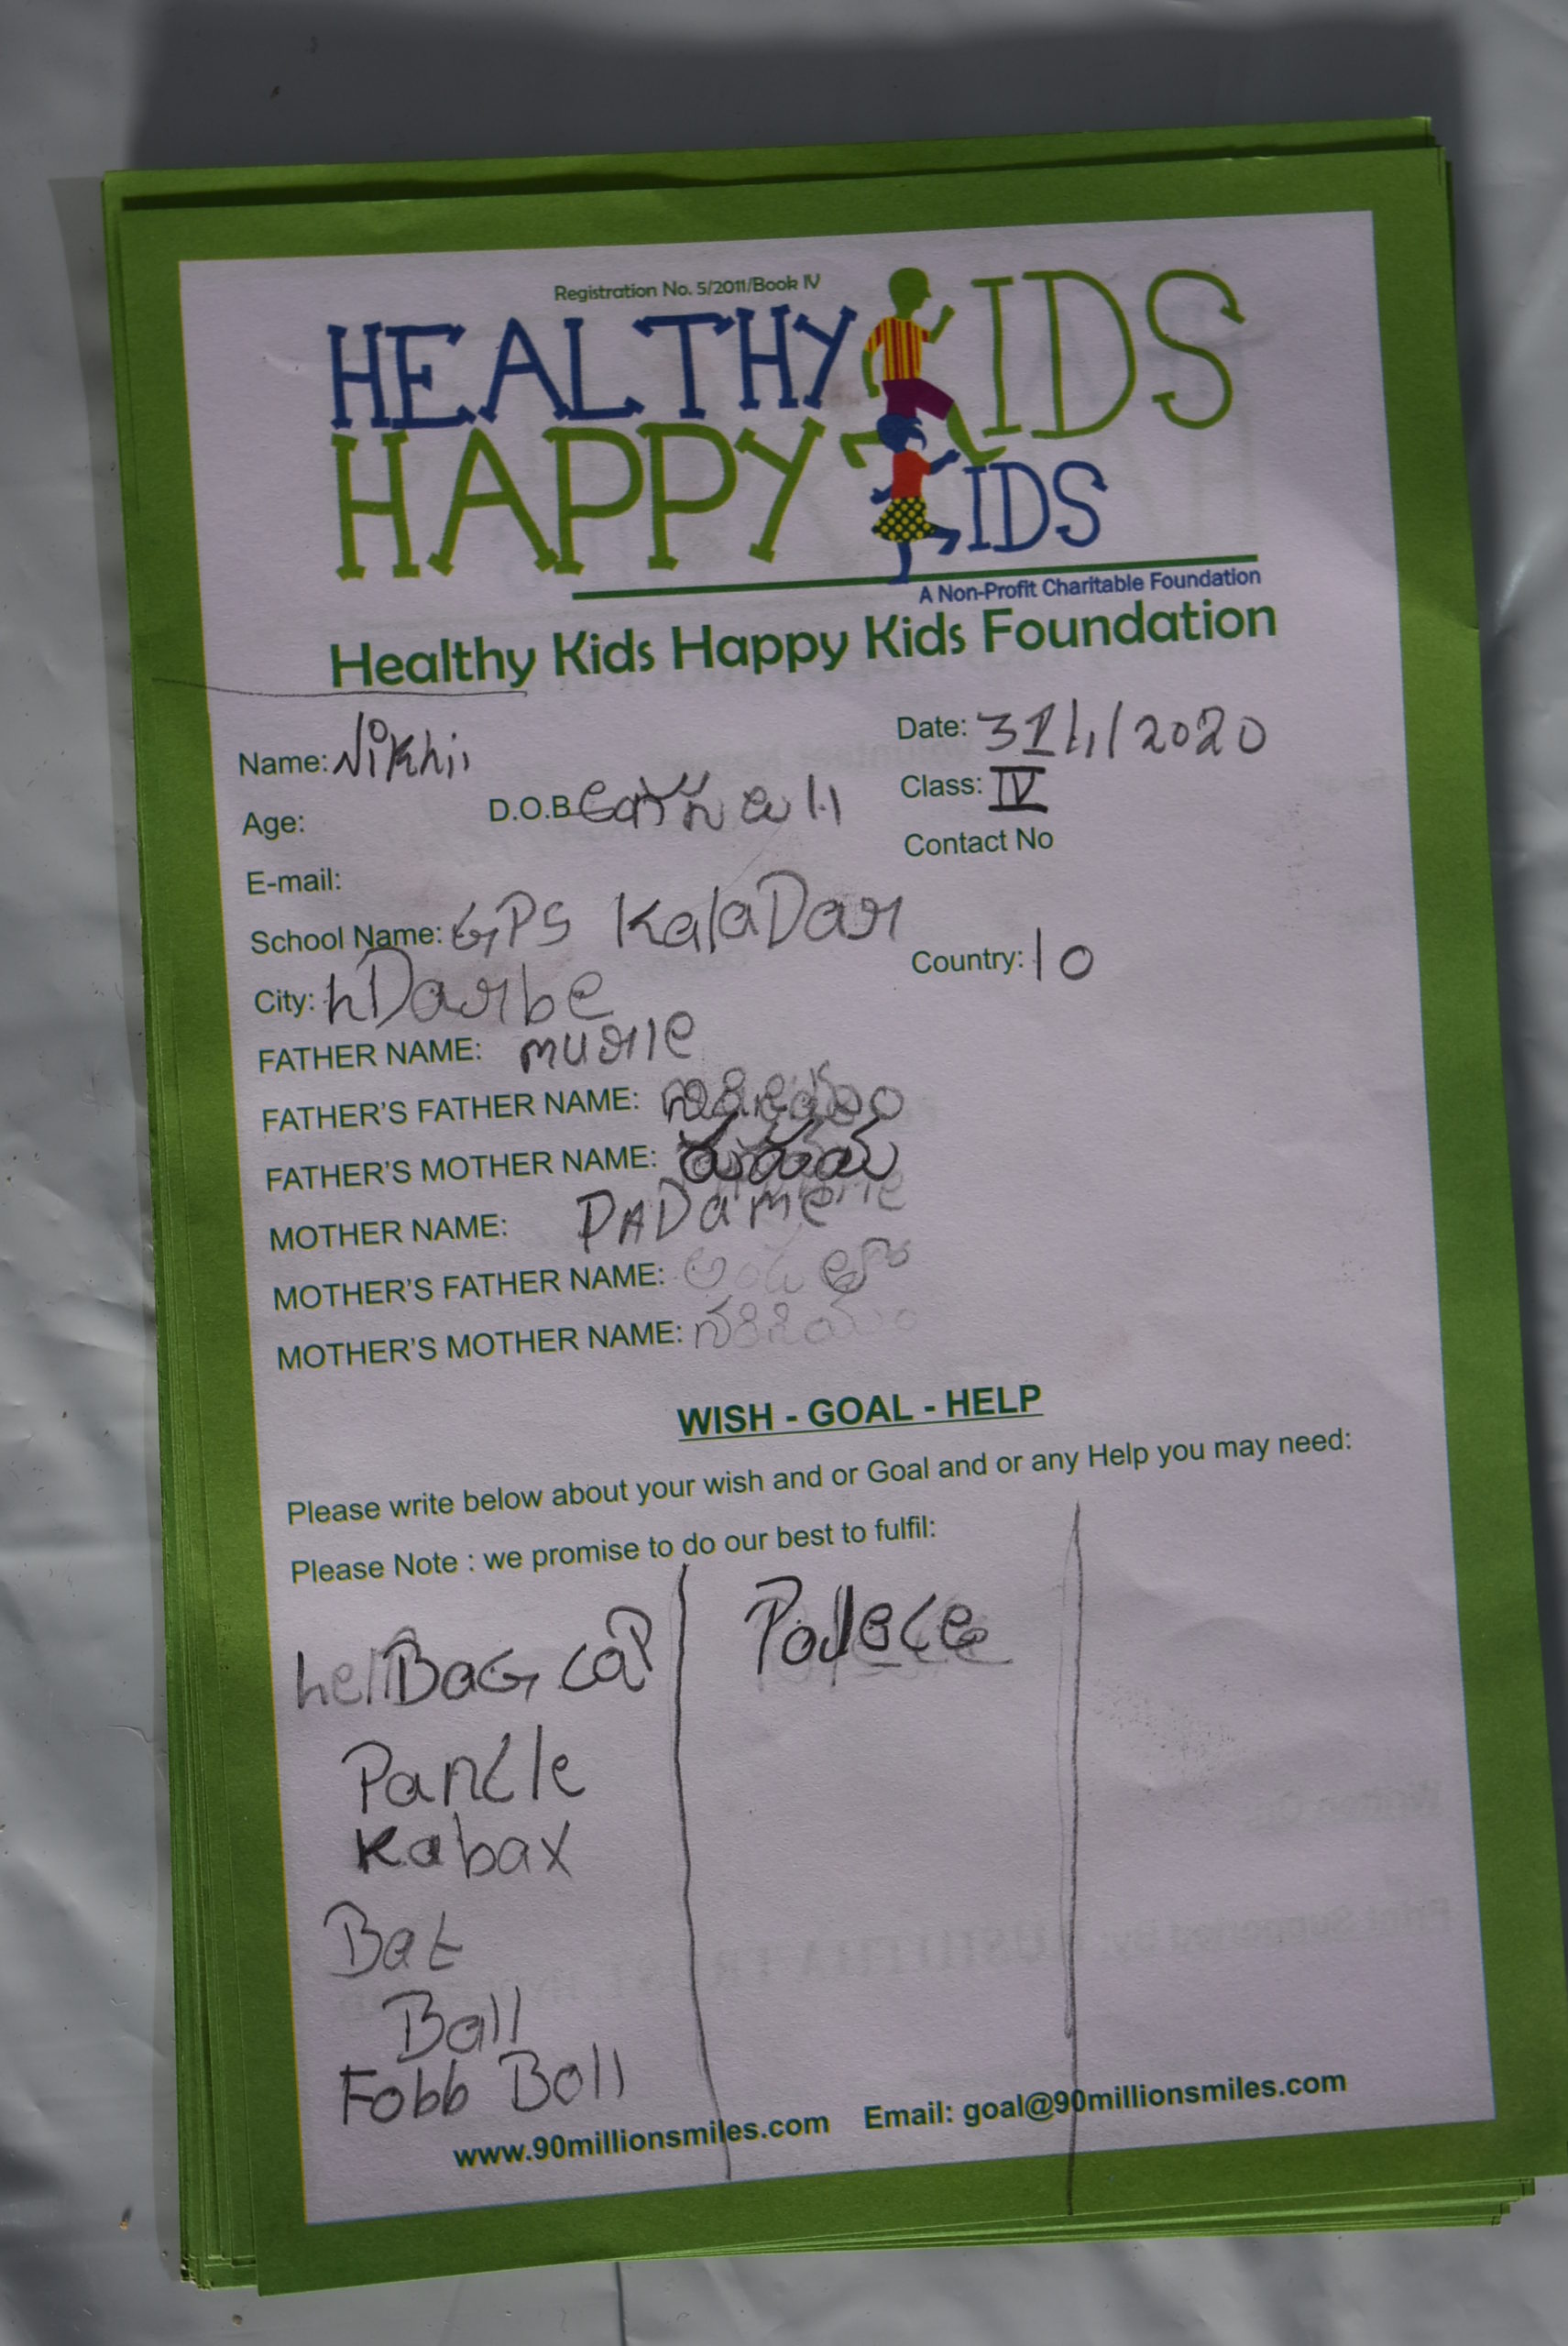 Registration No. 5/2011/Book IV
HEALTHY KIDS
HAPPY KIDS
A Non-Profit Charitable Foundation
Healthy Kids Happy Kids Foundation
Name: Nikhii
Date: 31/1/2020
Age:
D.O.B
Class: IV
Contact No
E-mail:
School Name: GPS KalaDar
City: hDarbe
Country: 10
FATHER NAME:
FATHER'S FATHER NAME:
FATHER'S MOTHER NAME:
MOTHER NAME: PADame
MOTHER'S FATHER NAME:
MOTHER'S MOTHER NAME:
WISH - GOAL - HELP
Please write below about your wish and or Goal and or any Help you may need:
Please Note : we promise to do our best to fulfil:
BaG CaP
Pancle
Kabax
Bat
Ball
Fobb Boll
www.90millionsmiles.com Email: goal@90millionsmiles.com